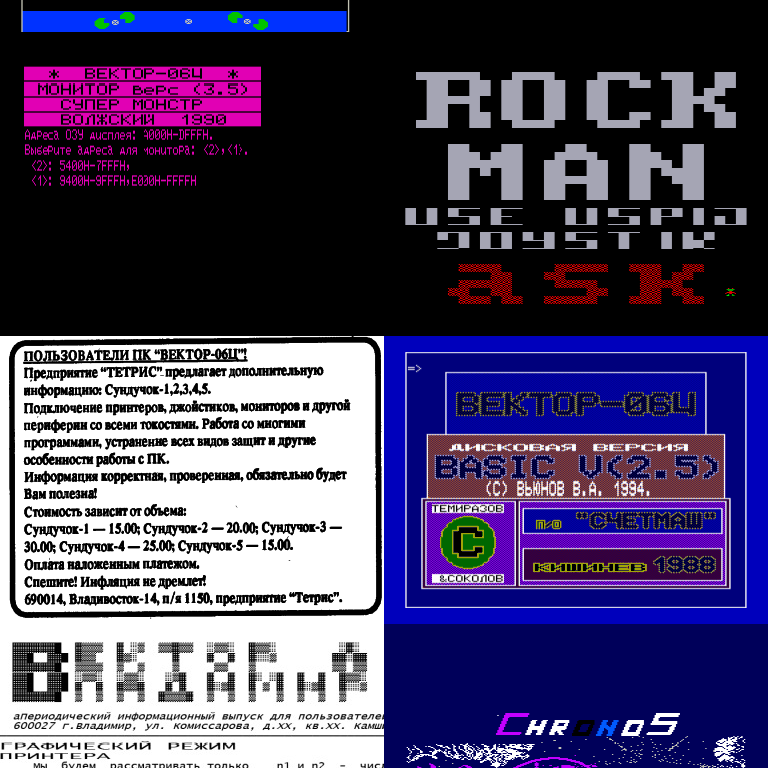 * ВЕКТОР-06Ц *
МОНИТОР верс (3.5)
СУПЕР МОНСТР
ВОЛЖСКИЙ 1990
Адреса ОЗУ дисплея: A000H-DFFFH.
Выберите адреса для монитора: <2>,<1>.
<2>: 5400H-7FFFH,
<1>: 9400H-9FFFH,E000H-FFFFH
ROCK
MAN
USE USPID
JOYSTIK
ask.
ПОЛЬЗОВАТЕЛИ ПК “ВЕКТОР-06Ц”!
Предприятие “ТЕТРИС” предлагает дополнительную
информацию: Сундучок-1,2,3,4,5.
Подключение принтеров, джойстиков, мониторов и другой
периферии со всеми токостями. Работа со многими
программами, устранение всех видов защит и другие
особенности работы с ПК.
Информация корректная, проверенная, обязательно будет
Вам полезна!
Стоимость зависит от объема:
Сундучок-1 — 15.00; Сундучок-2 — 20.00; Сундучок-3 —
30.00; Сундучок-4 — 25.00; Сундучок-5 — 15.00.
Оплата наложенным платежом.
Спешите! Инфляция не дремлет!
690014, Владивосток-14, п/я 1150, предприятие “Тетрис”.
=>
ВЕКТОР-06Ц
ДИСКОВАЯ ВЕРСИЯ
BASIC V(2.5)
(C) ВЬЮНОВ В.А. 1994.
ТЕМИРАЗОВ
C
&СОКОЛОВ
П/О "СЧЕТМАШ"
КИШИНЕВ 1988
ВЕКТОР
ВЛАДИМИР
апериодический информационный выпуск для пользователе
600027 г.Владимир, ул. Комиссарова, д.XX, кв.XX. Камш
ГРАФИЧЕСКИЙ РЕЖИМ
ПРИНТЕРА
Мы будем рассматривать только n1 и n2 - чис
CHRONOS